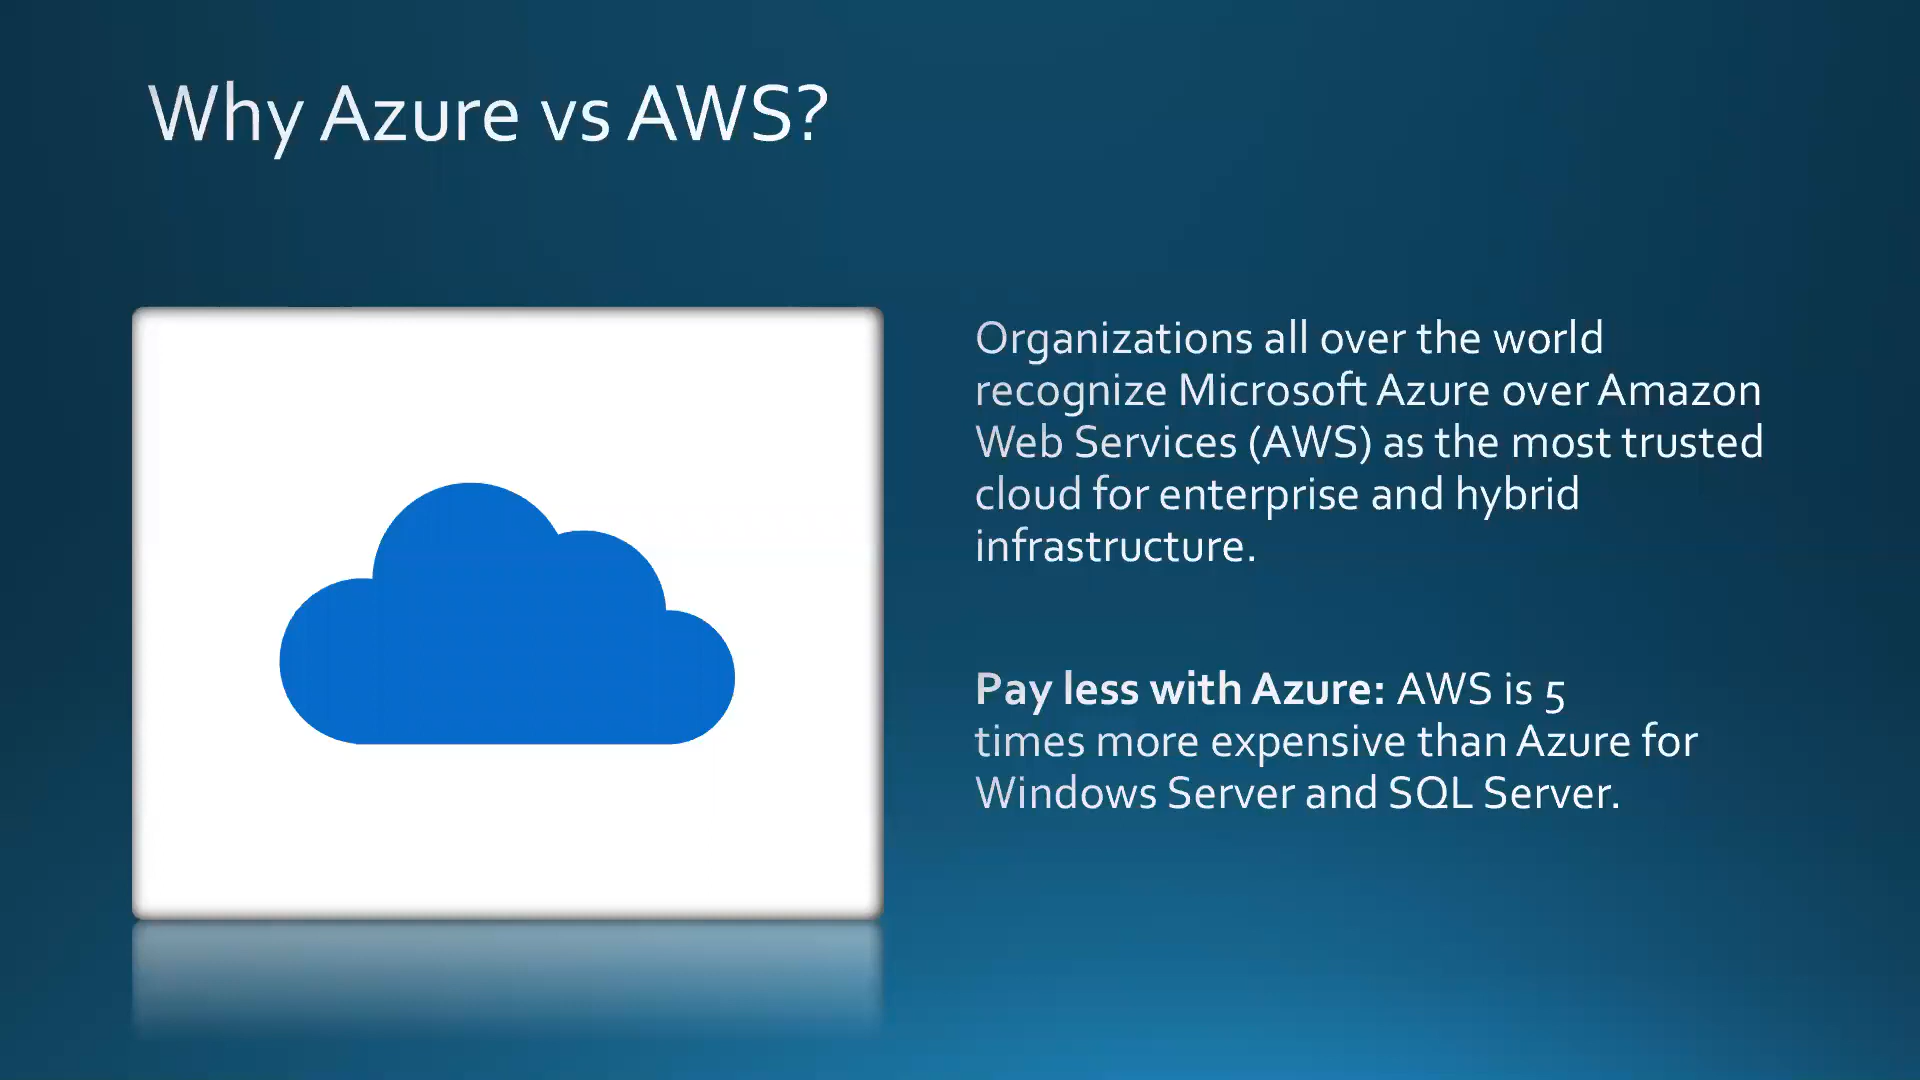 Why Azure vs AWS?
Organizations all over the world
recognize Microsoft Azure over Amazon
Web Services (AWS) as the most trusted
cloud for enterprise and hybrid
infrastructure.
Pay less with Azure: AWS is 5
times more expensive than Azure for
Windows Server and SQL Server.